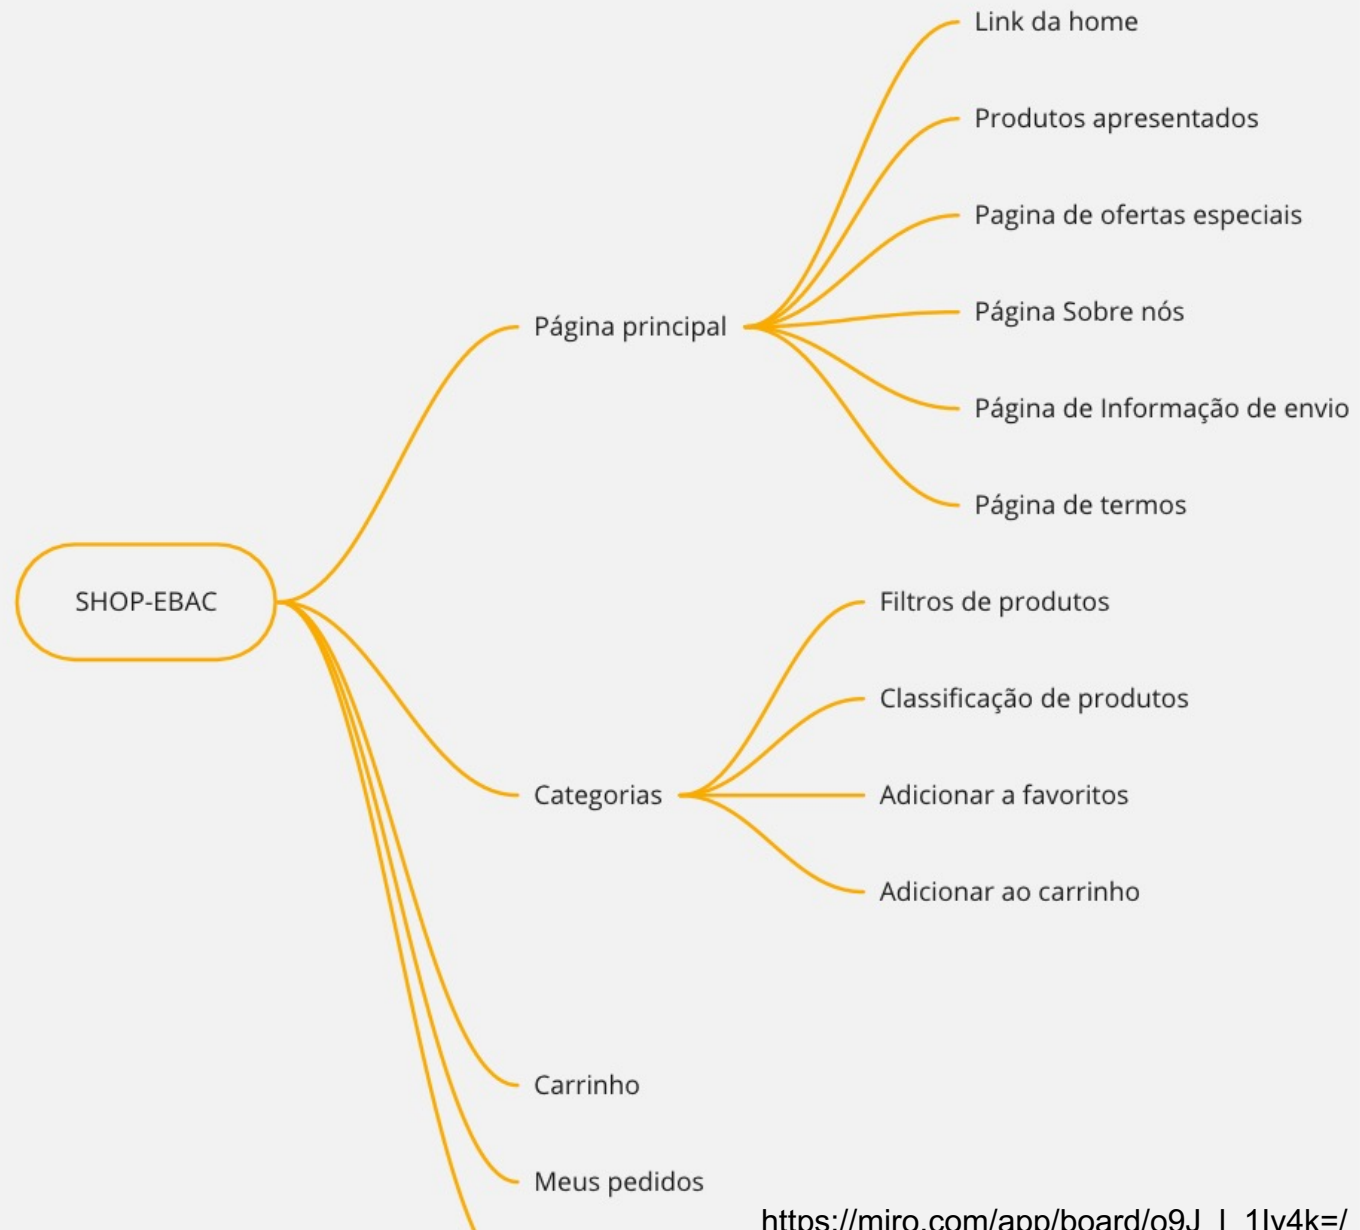 Link da home
Produtos apresentados
Pagina de ofertas especiais
Página Sobre nós
Página principal
Página de Informação de envio
Página de termos
SHOP-EBAC
Filtros de produtos
Classificação de produtos
Categorias
Adicionar a favoritos
Adicionar ao carrinho
Carrinho
Meus pedidos